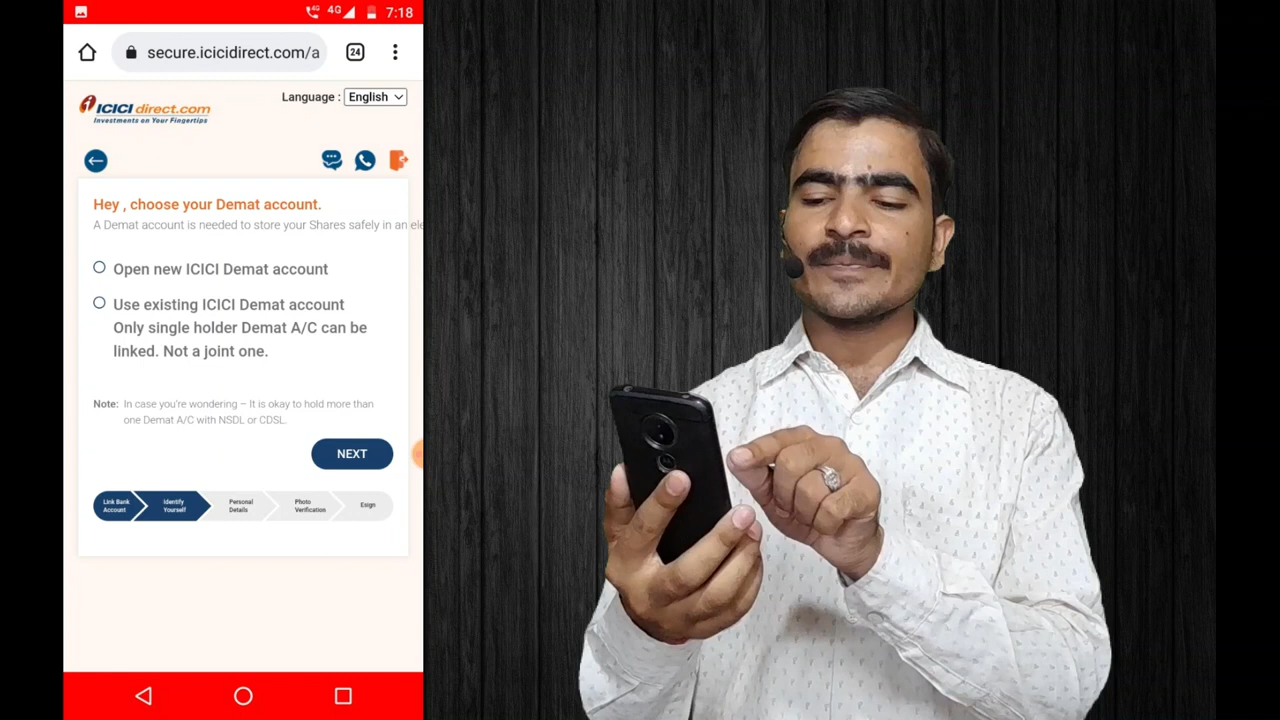 4G 7:18
secure.icicidirect.com/a 24
Language : English
ICICI direct.com
Investments on Your Fingertips
Hey , choose your Demat account.
A Demat account is needed to store your Shares safely in an ele
Open new ICICI Demat account
Use existing ICICI Demat account
Only single holder Demat A/C can be
linked. Not a joint one.
Note: In case you're wondering – It is okay to hold more than
one Demat A/C with NSDL or CDSL.
NEXT
Link Bank Account
Identify Yourself
Personal Details
Photo Verification
Esign